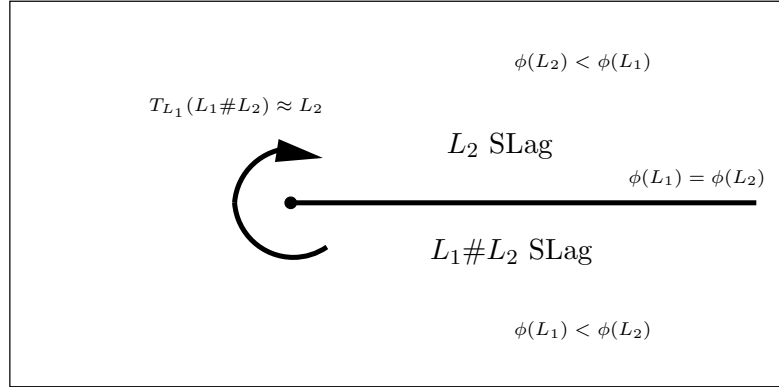 ϕ(L₂) < ϕ(L₁)
T_{L₁}(L₁#L₂) ≈ L₂
L₂ SLag
ϕ(L₁) = ϕ(L₂)
L₁#L₂ SLag
ϕ(L₁) < ϕ(L₂)